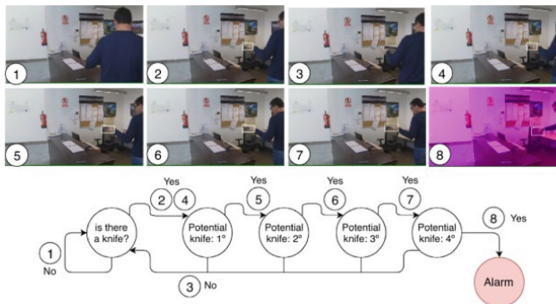 1
2
3
4
5
6
7
8
Yes
2 4
Yes
5
Yes
6
Yes
7
is there
a knife?
Potential
knife: 1º
Potential
knife: 2º
Potential
knife: 3º
Potential
knife: 4º
8 Yes
1
No
3 No
Alarm